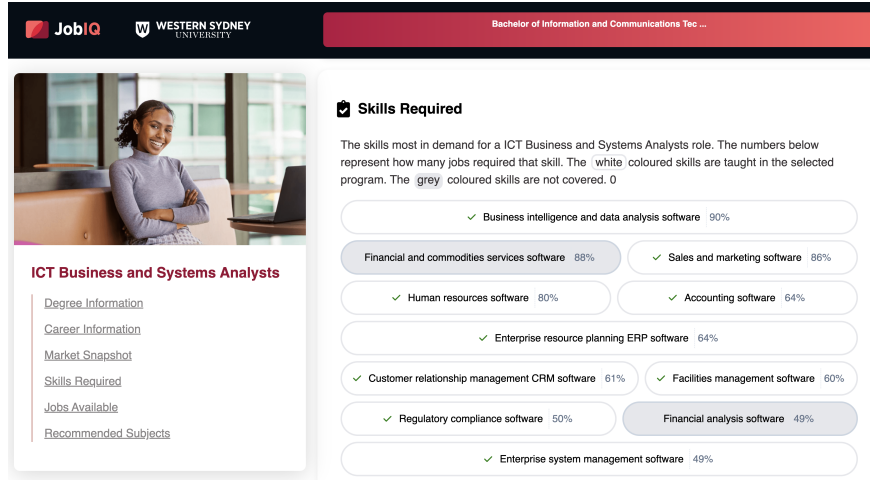 JobIQ
WESTERN SYDNEY
UNIVERSITY
Bachelor of Information and Communications Tec ...
ICT Business and Systems Analysts
Degree Information
Career Information
Market Snapshot
Skills Required
Jobs Available
Recommended Subjects
Skills Required
The skills most in demand for a ICT Business and Systems Analysts role. The numbers below
represent how many jobs required that skill. The white coloured skills are taught in the selected
program. The grey coloured skills are not covered. 0
Business intelligence and data analysis software 90%
Financial and commodities services software 88%
Sales and marketing software 86%
Human resources software 80%
Accounting software 64%
Enterprise resource planning ERP software 64%
Customer relationship management CRM software 61%
Facilities management software 60%
Regulatory compliance software 50%
Financial analysis software 49%
Enterprise system management software 49%